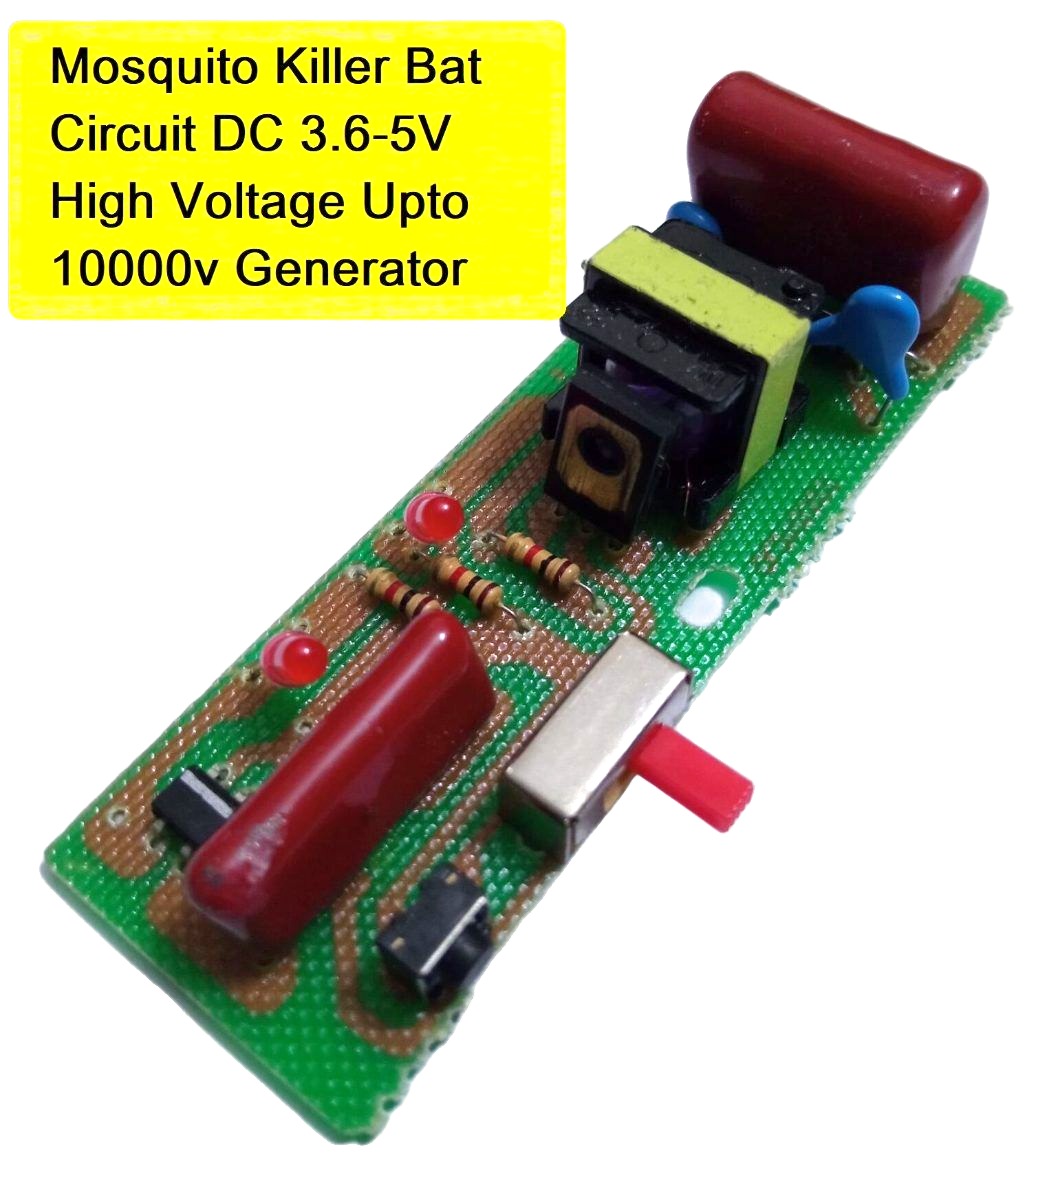 Mosquito Killer Bat
Circuit DC 3.6-5V
High Voltage Upto
10000v Generator